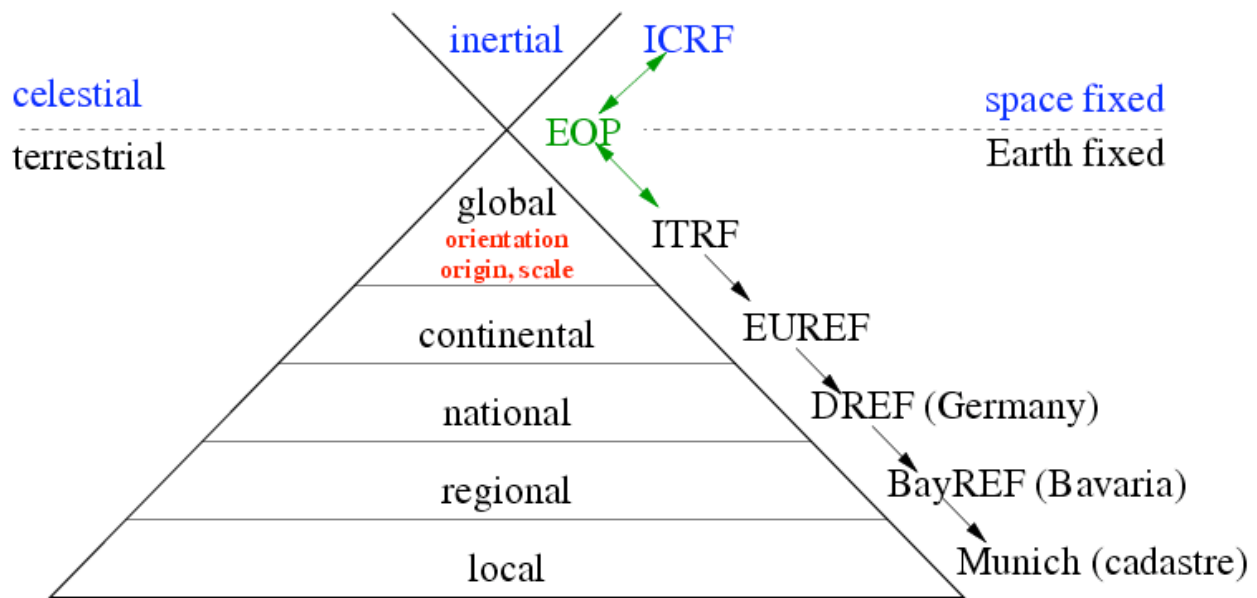 inertial
ICRF
celestial
space fixed
EOP
terrestrial
Earth fixed
global
orientation
origin, scale
ITRF
continental
EUREF
national
DREF (Germany)
regional
BayREF (Bavaria)
local
Munich (cadastre)